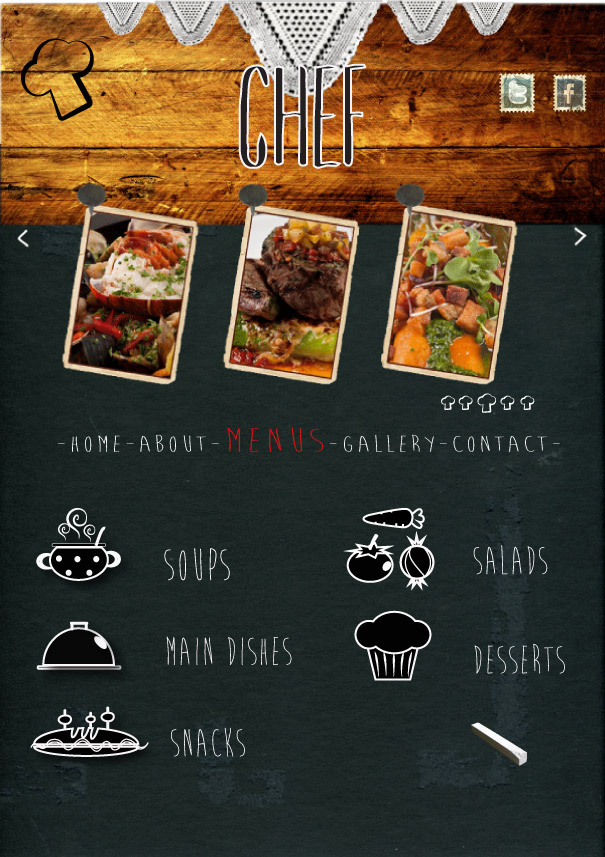 CHEF
-HOME-ABOUT-MENUS-GALLERY-CONTACT-
SOUPS
SALADS
MAIN DISHES
DESSERTS
SNACKS